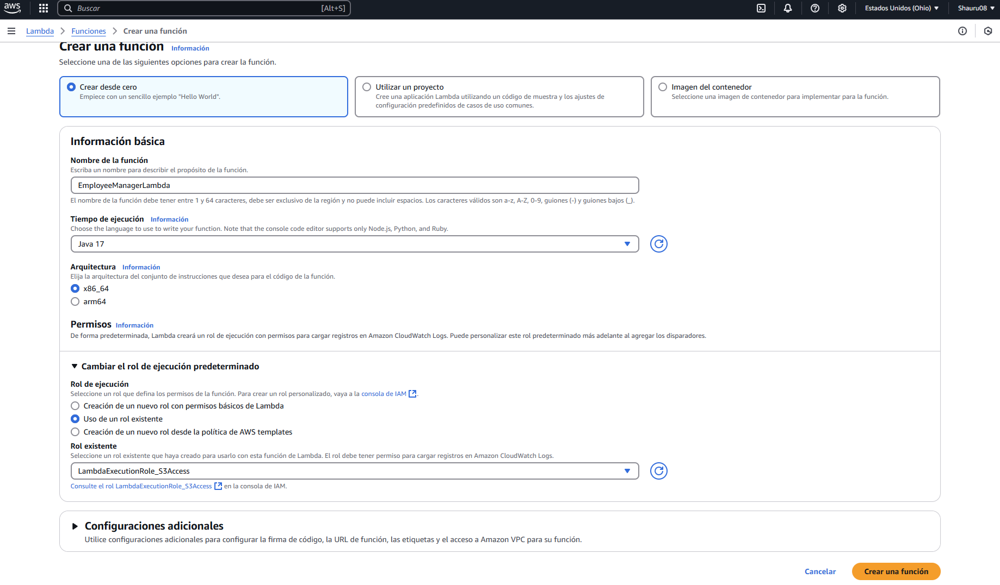 aws
Buscar
[Alt+S]
Estados Unidos (Ohio)
Shauru08
Lambda
Funciones
Crear una función
Crear una función
Información
Seleccione una de las siguientes opciones para crear la función.
Crear desde cero
Empiece con un sencillo ejemplo "Hello World".
Utilizar un proyecto
Cree una aplicación Lambda utilizando un código de muestra y los ajustes de
configuración predefinidos de casos de uso comunes.
Imagen del contenedor
Seleccione una imagen de contenedor para implementar para la función.
Información básica
Nombre de la función
Escriba un nombre para describir el propósito de la función.
EmployeeManagerLambda
El nombre de la función debe tener entre 1 y 64 caracteres, debe ser exclusivo de la región y no puede incluir espacios. Los caracteres válidos son a-z, A-Z, 0-9, guiones (-) y guiones bajos (_).
Tiempo de ejecución
Información
Choose the language to use to write your function. Note that the console code editor supports only Node.js, Python, and Ruby.
Java 17
Arquitectura
Información
Elija la arquitectura del conjunto de instrucciones que desea para el código de la función.
x86_64
arm64
Permisos
Información
De forma predeterminada, Lambda creará un rol de ejecución con permisos para cargar registros en Amazon CloudWatch Logs. Puede personalizar este rol predeterminado más adelante al agregar los disparadores.
Cambiar el rol de ejecución predeterminado
Rol de ejecución
Seleccione un rol que defina los permisos de la función. Para crear un rol personalizado, vaya a la consola de IAM.
Creación de un nuevo rol con permisos básicos de Lambda
Uso de un rol existente
Creación de un nuevo rol desde la política de AWS templates
Rol existente
Seleccione un rol existente que haya creado para usarlo con esta función de Lambda. El rol debe tener permiso para cargar registros en Amazon CloudWatch Logs.
LambdaExecutionRole_S3Access
Consulte el rol LambdaExecutionRole_S3Access en la consola de IAM.
Configuraciones adicionales
Utilice configuraciones adicionales para configurar la firma de código, la URL de función, las etiquetas y el acceso a Amazon VPC para su función.
Cancelar
Crear una función